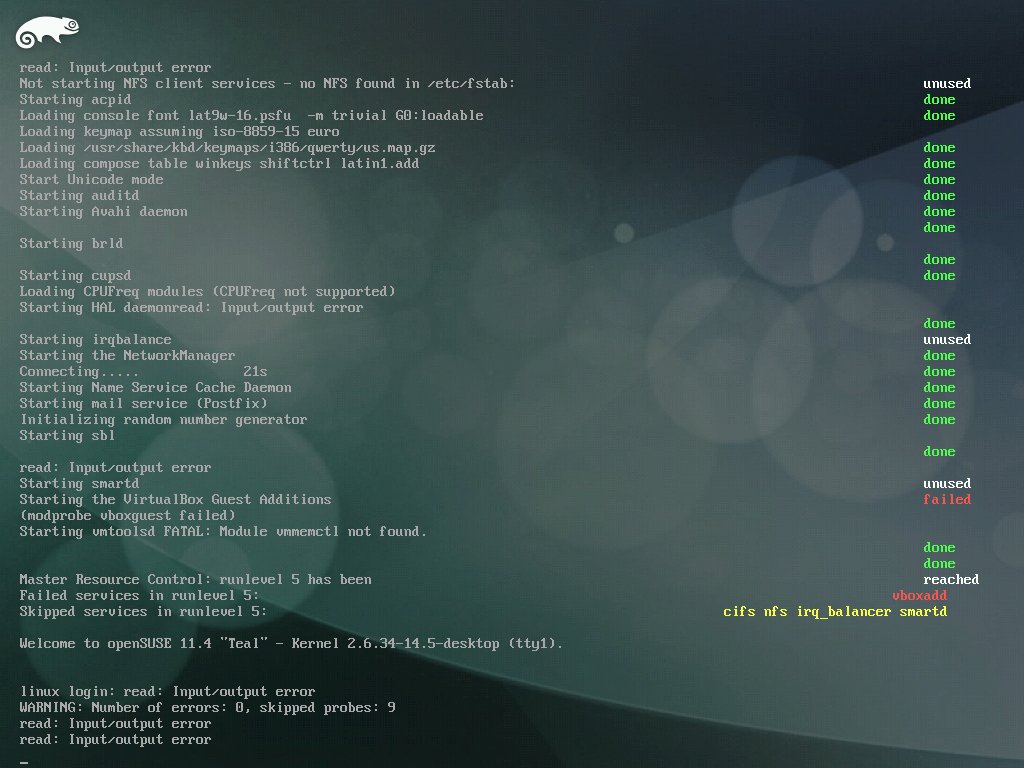 read: Input/output error
Not starting NFS client services - no NFS found in /etc/fstab: unused
Starting acpid done
Loading console font lat9w-16.psfu  -m trivial G0:loadable done
Loading keymap assuming iso-8859-15 euro
Loading /usr/share/kbd/keymaps/i386/qwerty/us.map.gz done
Loading compose table winkeys shiftctrl latin1.add done
Start Unicode mode done
Starting auditd done
Starting Avahi daemon done
done
Starting brld
done
Starting cupsd done
Loading CPUFreq modules (CPUFreq not supported)
Starting HAL daemonread: Input/output error
done
Starting irqbalance unused
Starting the NetworkManager done
Connecting..... 21s done
Starting Name Service Cache Daemon done
Starting mail service (Postfix) done
Initializing random number generator done
Starting sbl
done
read: Input/output error
Starting smartd unused
Starting the VirtualBox Guest Additions failed
(modprobe vboxguest failed)
Starting vmtoolsd FATAL: Module vmmemctl not found.
done
done
Master Resource Control: runlevel 5 has been reached
Failed services in runlevel 5: vboxadd
Skipped services in runlevel 5: cifs nfs irq_balancer smartd
Welcome to openSUSE 11.4 "Teal" - Kernel 2.6.34-14.5-desktop (tty1).
linux login: read: Input/output error
WARNING: Number of errors: 0, skipped probes: 9
read: Input/output error
read: Input/output error
_